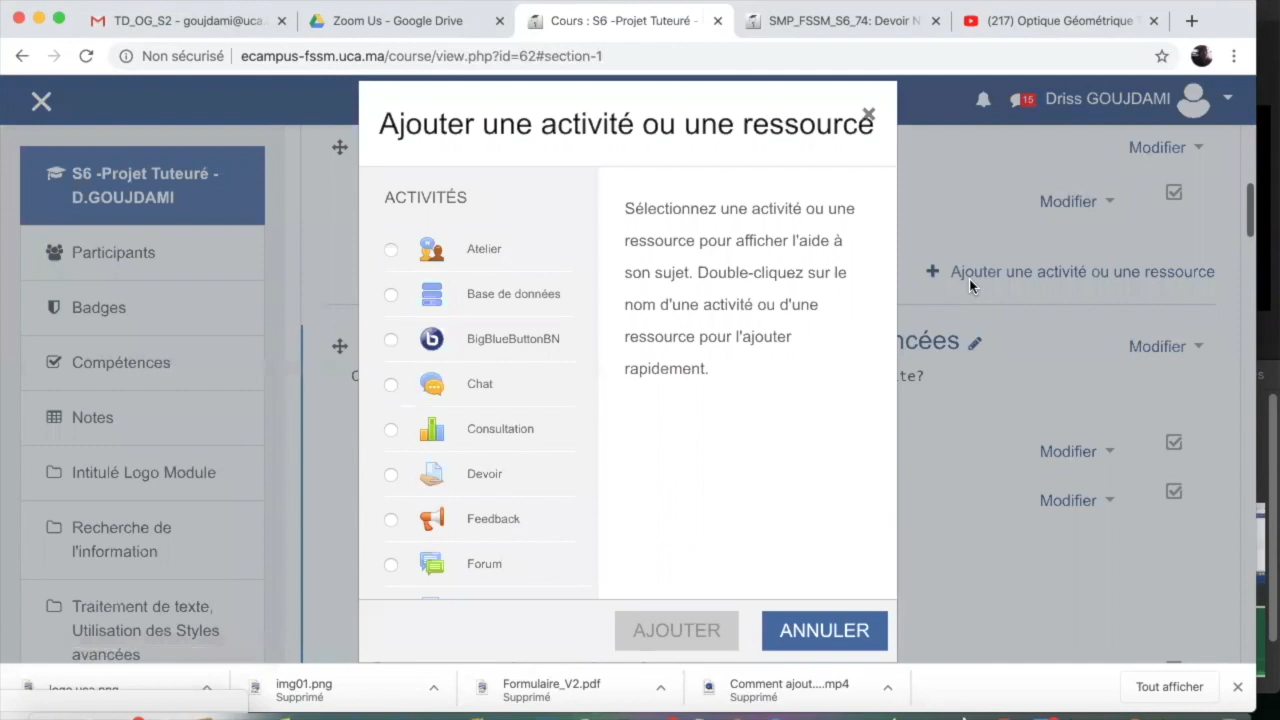 TD_OG_S2 - goujdami@uca.
Zoom Us - Google Drive
Cours : S6 -Projet Tuteuré -
SMP_FSSM_S6_74: Devoir N
(217) Optique Géométrique
Non sécurisé
ecampus-fssm.uca.ma/course/view.php?id=62#section-1
15
Driss GOUJDAMI
Ajouter une activité ou une ressource
S6 -Projet Tuteuré -
D.GOUJDAMI
Participants
Badges
Compétences
Notes
Intitulé Logo Module
Recherche de
l'information
Traitement de texte,
Utilisation des Styles
avancées
ACTIVITÉS
Atelier
Base de données
BigBlueButtonBN
Chat
Consultation
Devoir
Feedback
Forum
Sélectionnez une activité ou une
ressource pour afficher l'aide à
son sujet. Double-cliquez sur le
nom d'une activité ou d'une
ressource pour l'ajouter
rapidement.
AJOUTER
ANNULER
Modifier
Modifier
Ajouter une activité ou une ressource
ncées
Modifier
te?
Modifier
Modifier
logo uca.png
img01.png
Supprimé
Formulaire_V2.pdf
Supprimé
Comment ajout....mp4
Supprimé
Tout afficher